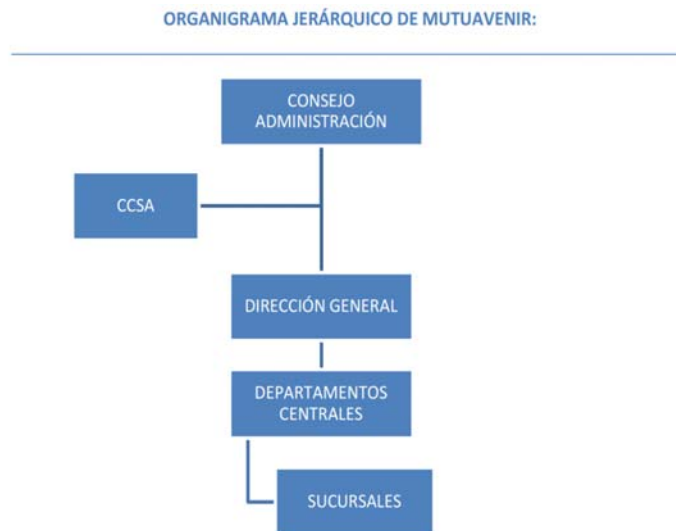 ORGANIGRAMA JERÁRQUICO DE MUTUAVENIR:
CONSEJO
ADMINISTRACIÓN
CCSA
DIRECCIÓN GENERAL
DEPARTAMENTOS
CENTRALES
SUCURSALES